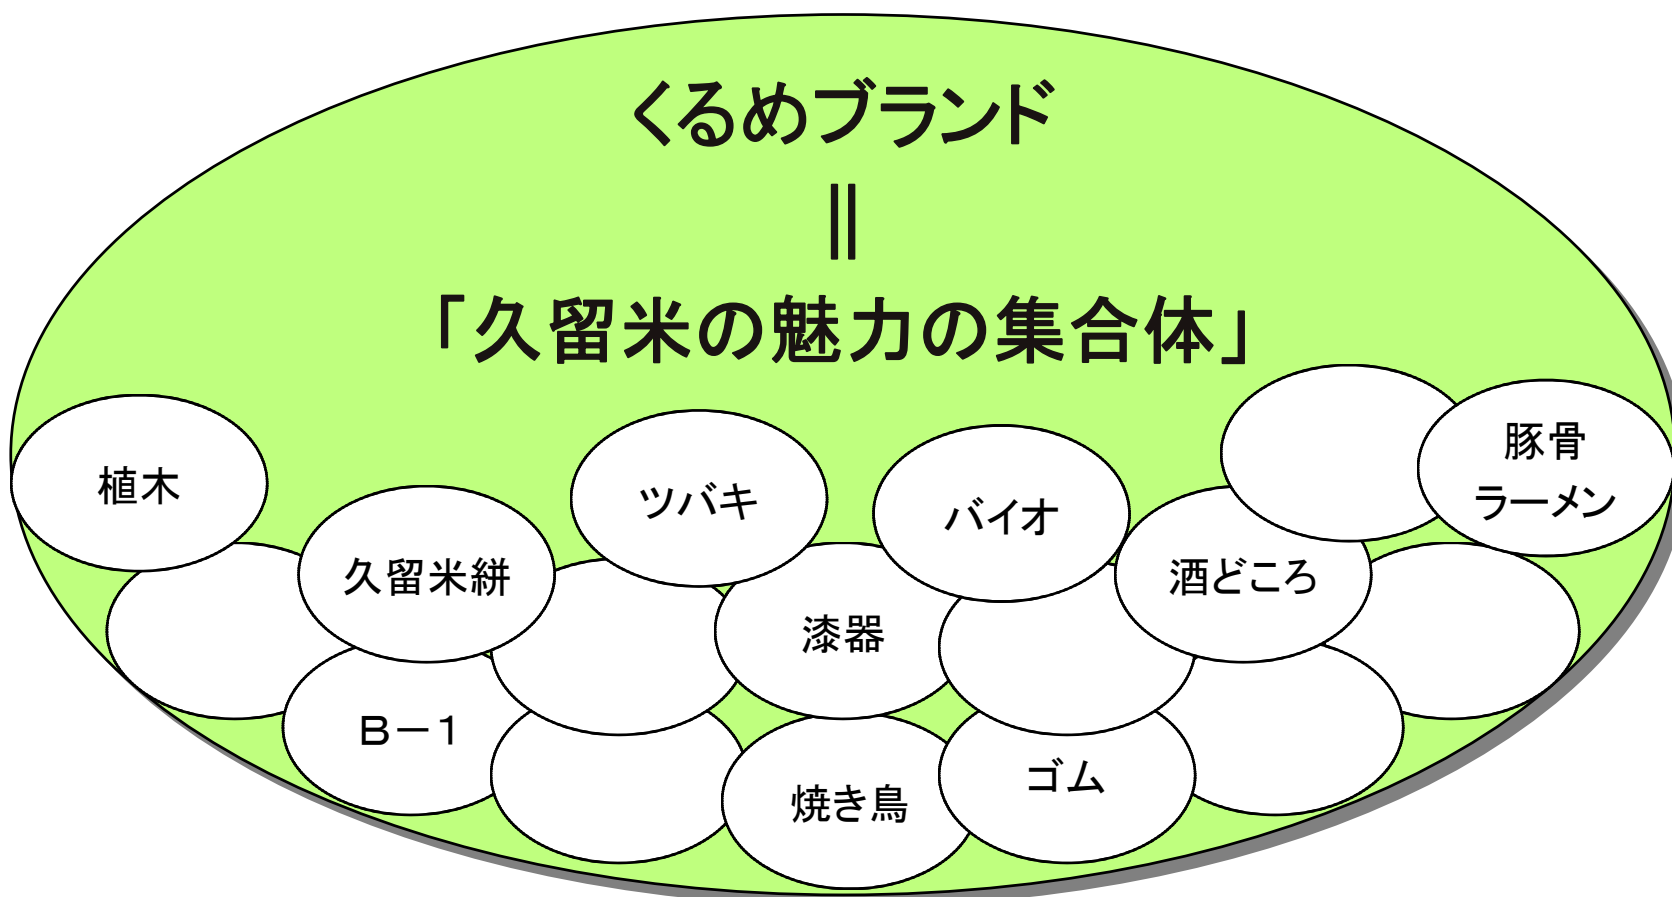 くるめブランド
＝
「久留米の魅力の集合体」
植木
久留米絣
ツバキ
バイオ
酒どころ
豚骨
ラーメン
漆器
B－1
焼き鳥
ゴム